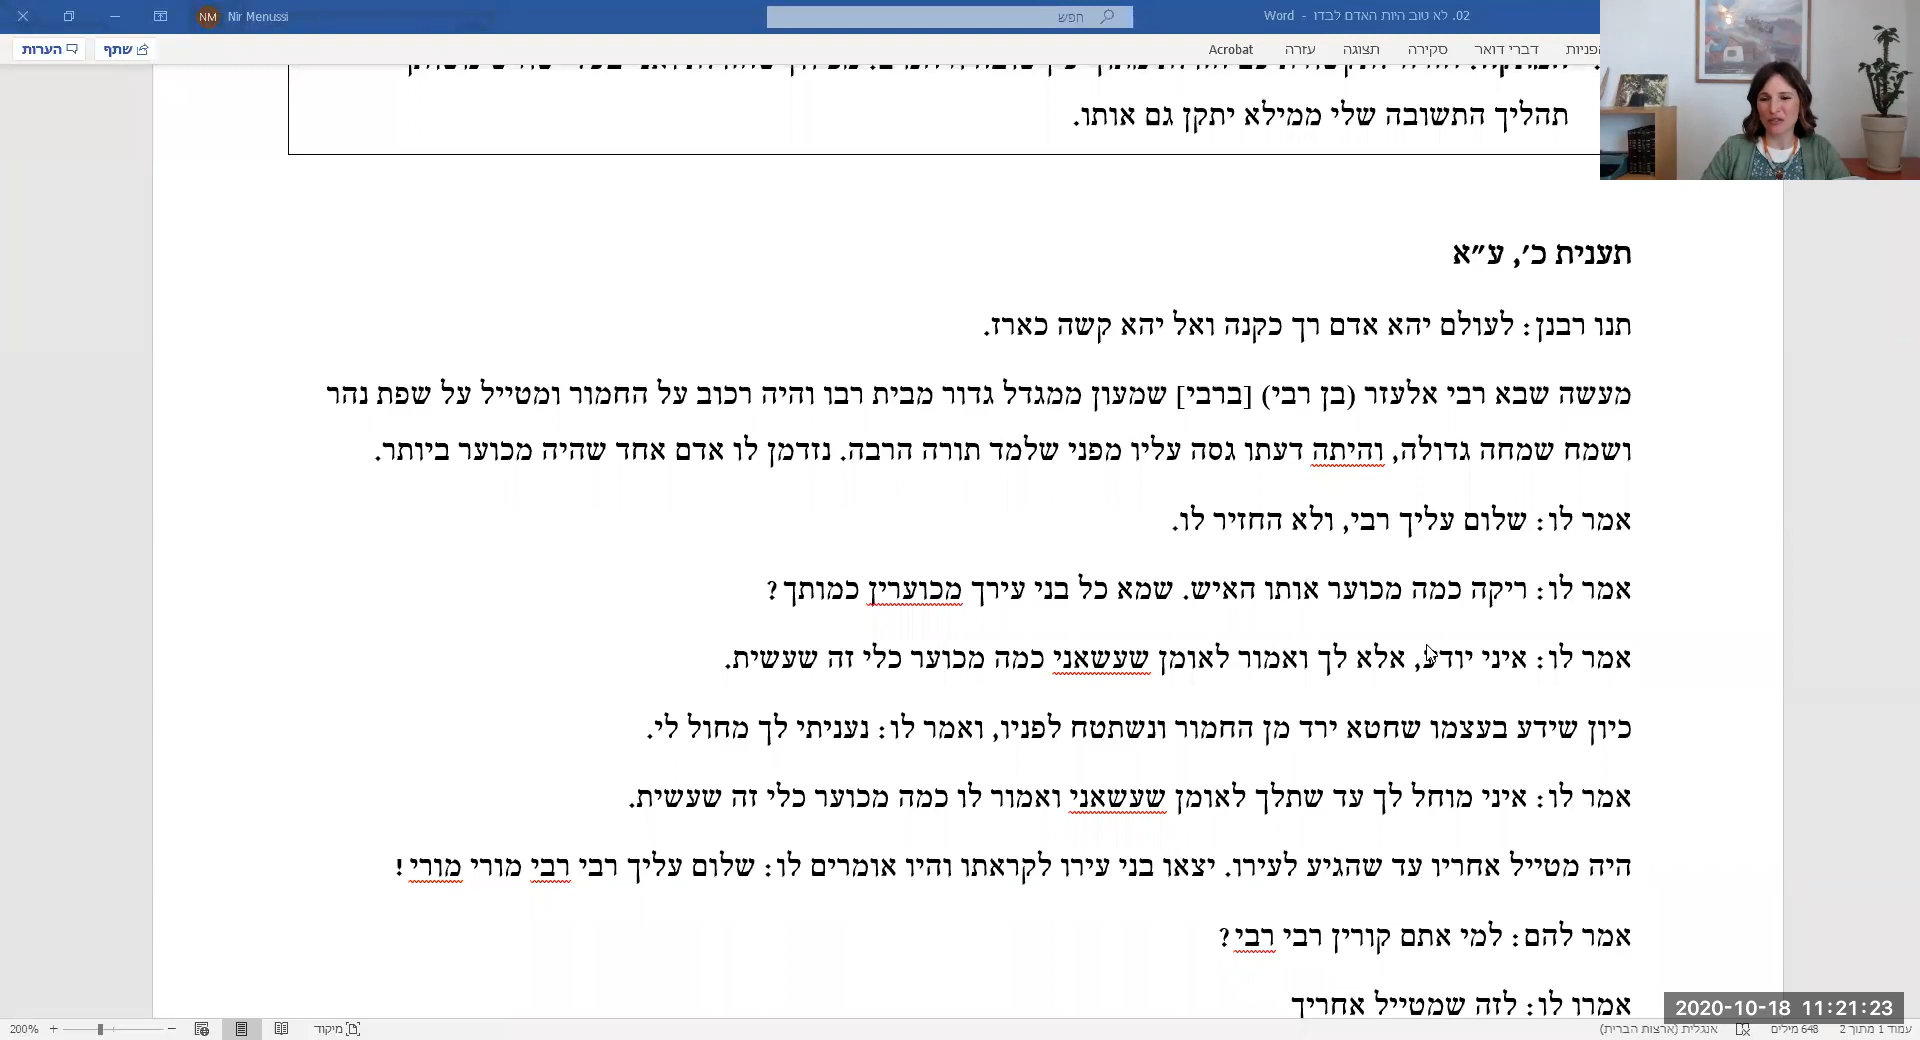 Nir Menussi
NM
חפש
02. לא טוב היות האדם לבדו - Word
הפניות
דברי דואר
סקירה
תצוגה
עזרה
Acrobat
שתף
הערות
תהליך התשובה שלי ממילא יתקן גם אותו.
תענית כ׳, ע״א
תנו רבנן: לעולם יהא אדם רך כקנה ואל יהא קשה כארז.
מעשה שבא רבי אלעזר (בן רבי) [ברבי] שמעון ממגדל גדור מבית רבו והיה רכוב על החמור ומטייל על שפת נהר
ושמח שמחה גדולה, והיתה דעתו גסה עליו מפני שלמד תורה הרבה. נזדמן לו אדם אחד שהיה מכוער ביותר.
אמר לו: שלום עליך רבי, ולא החזיר לו.
אמר לו: ריקה כמה מכוער אותו האיש. שמא כל בני עירך מכוערין כמותך?
אמר לו: איני יודע, אלא לך ואמור לאומן שעשאני כמה מכוער כלי זה שעשית.
כיון שידע בעצמו שחטא ירד מן החמור ונשתטח לפניו, ואמר לו: נעניתי לך מחול לי.
אמר לו: איני מוחל לך עד שתלך לאומן שעשאני ואמור לו כמה מכוער כלי זה שעשית.
היה מטייל אחריו עד שהגיע לעירו. יצאו בני עירו לקראתו והיו אומרים לו: שלום עליך רבי רבי מורי מורי!
אמר להם: למי אתם קורין רבי רבי?
אמרו לו: לזה שמטייל אחריך
2020-10-18 11:21:23
עמוד 1 מתוך 2
648 מילים
אנגלית (ארצות הברית)
מיקוד
200%